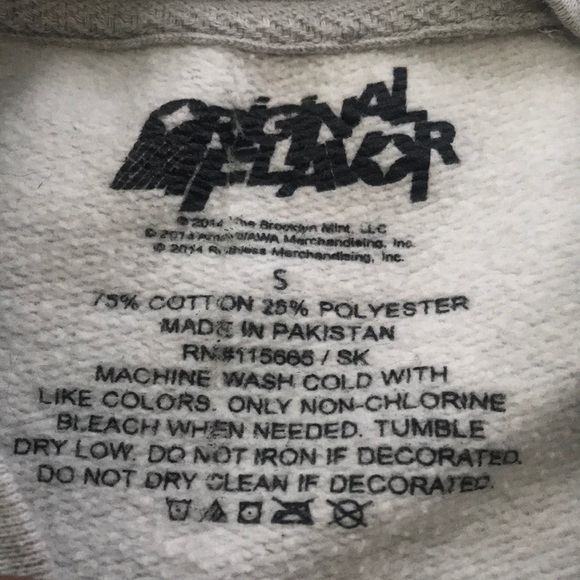 ORIGINAL
FLAVOR
© 2014 The Brooklyn Mint, LLC
© 2014 Merchandising, Inc.
© 2014 Ruthless Merchandising, Inc.
S
75% COTTON 25% POLYESTER
MADE IN PAKISTAN
RN#115665 / SK
MACHINE WASH COLD WITH
LIKE COLORS. ONLY NON-CHLORINE
BLEACH WHEN NEEDED. TUMBLE
DRY LOW. DO NOT IRON IF DECORATED.
DO NOT DRY CLEAN IF DECORATED.